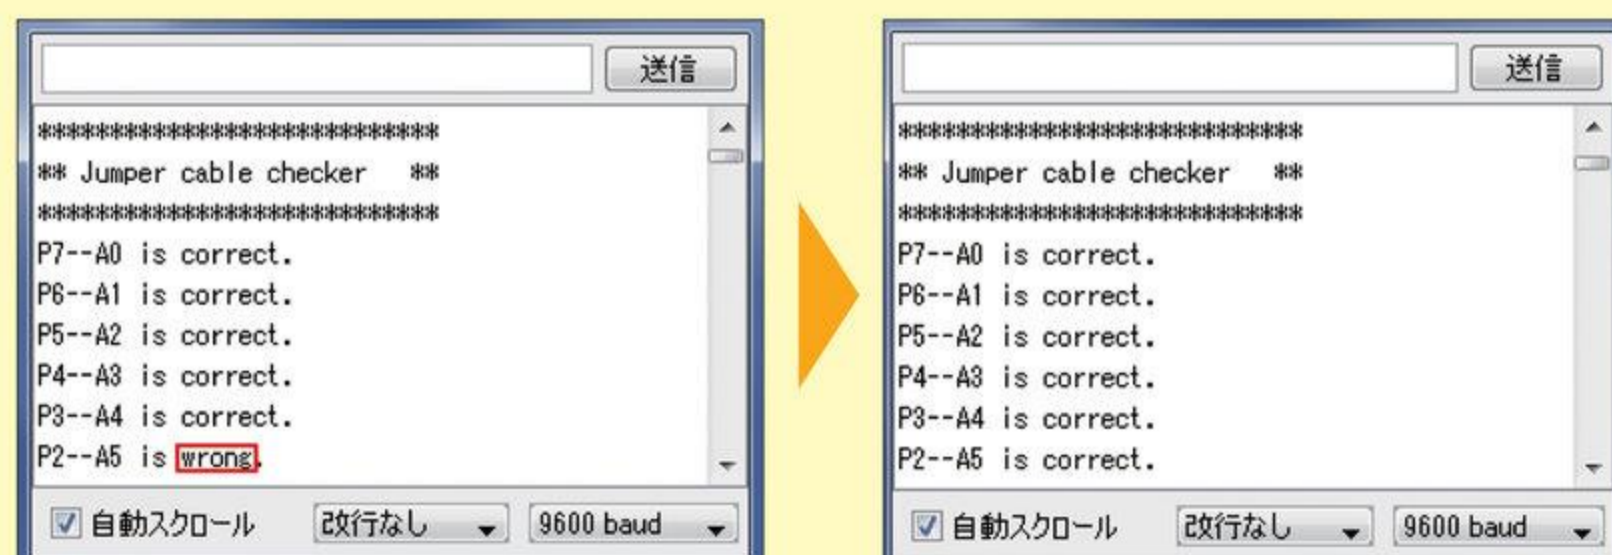 送信
****************************
** Jumper cable checker   **
****************************
P7--A0 is correct.
P6--A1 is correct.
P5--A2 is correct.
P4--A3 is correct.
P3--A4 is correct.
P2--A5 is wrong.
自動スクロール 改行なし 9600 baud
送信
****************************
** Jumper cable checker   **
****************************
P7--A0 is correct.
P6--A1 is correct.
P5--A2 is correct.
P4--A3 is correct.
P3--A4 is correct.
P2--A5 is correct.
自動スクロール 改行なし 9600 baud